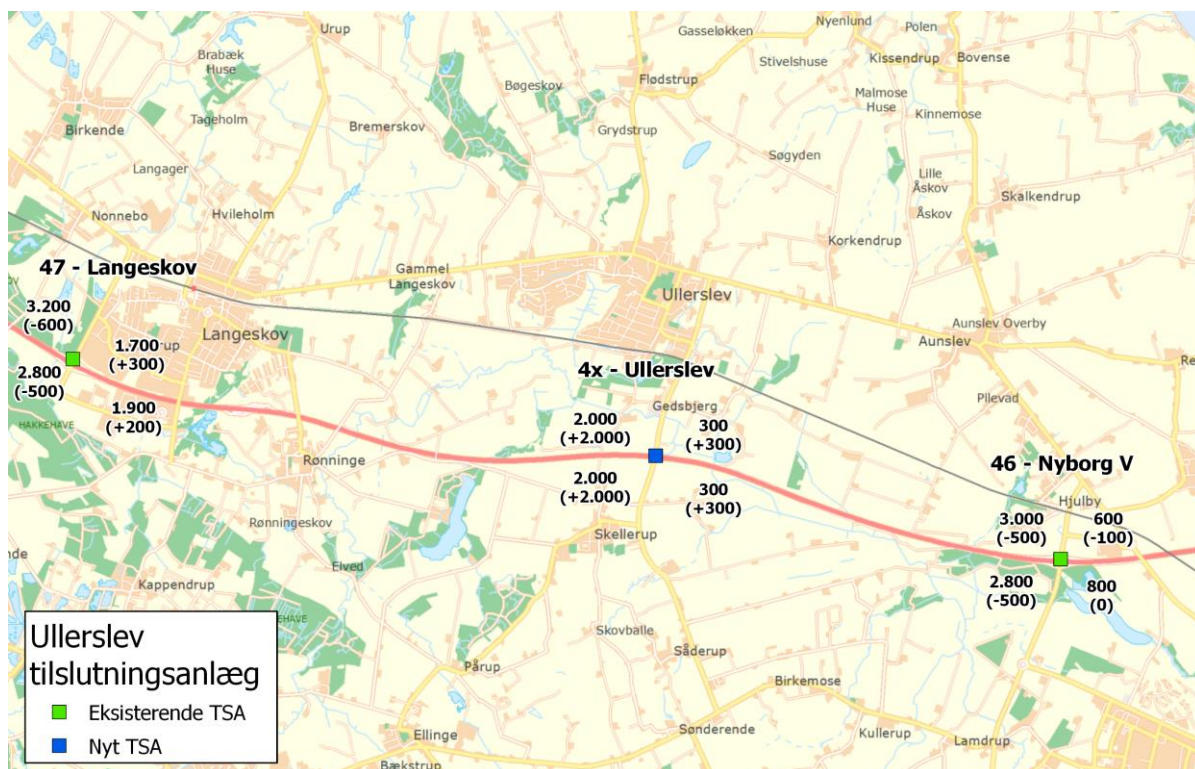 Urup
Gasseløkken
Nyenlund
Polen
Brabæk
Huse
Stivelshuse
Kissendrup
Bovense
Flødstrup
Bøgeskov
Tageholm
Malmose
Huse
Birkende
Bremerskov
Grydstrup
Kinnemose
Langager
Søgyden
Lille
Åskov
Skalkendrup
Nonnebo
Hvileholm
Åskov
Korkendrup
47 - Langeskov
Gammel
Langeskov
Ullerslev
3.200
(-600)
Langeskov
1.700
(+300)
Aunslev Overby
Aunslev
2.800
(-500)
4x - Ullerslev
Pilevad
1.900
(+200)
Gedsbjerg
HAKKEHAVE
2.000
(+2.000)
300
(+300)
Rønninge
46 - Nyborg V
2.000
(+2.000)
300
(+300)
Hjulby
3.000
(-500)
600
(-100)
Rønningeskov
Skellerup
Eived
2.800
(-500)
800
(0)
Kappendrup
Skovballe
Såderup
Pårup
Birkemose
Sønderende
Kullerup
Lamdrup
Ellinge
Bækstrup
Ullerslev
tilslutningsanlæg
Eksisterende TSA
Nyt TSA